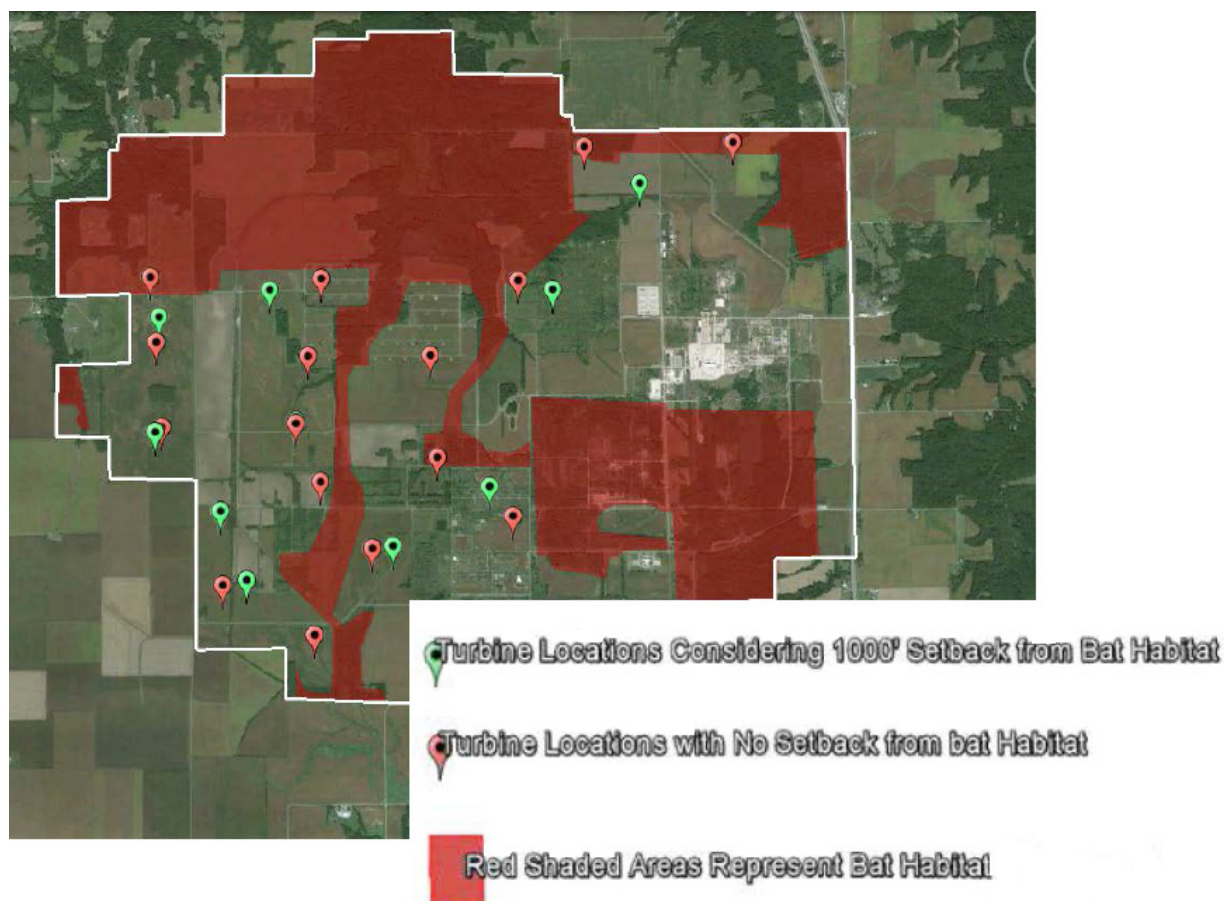 Turbine Locations Considering 1000' Setback from Bat Habitat
Turbine Locations with No Setback from bat Habitat
Red Shaded Areas Represent Bat Habitat